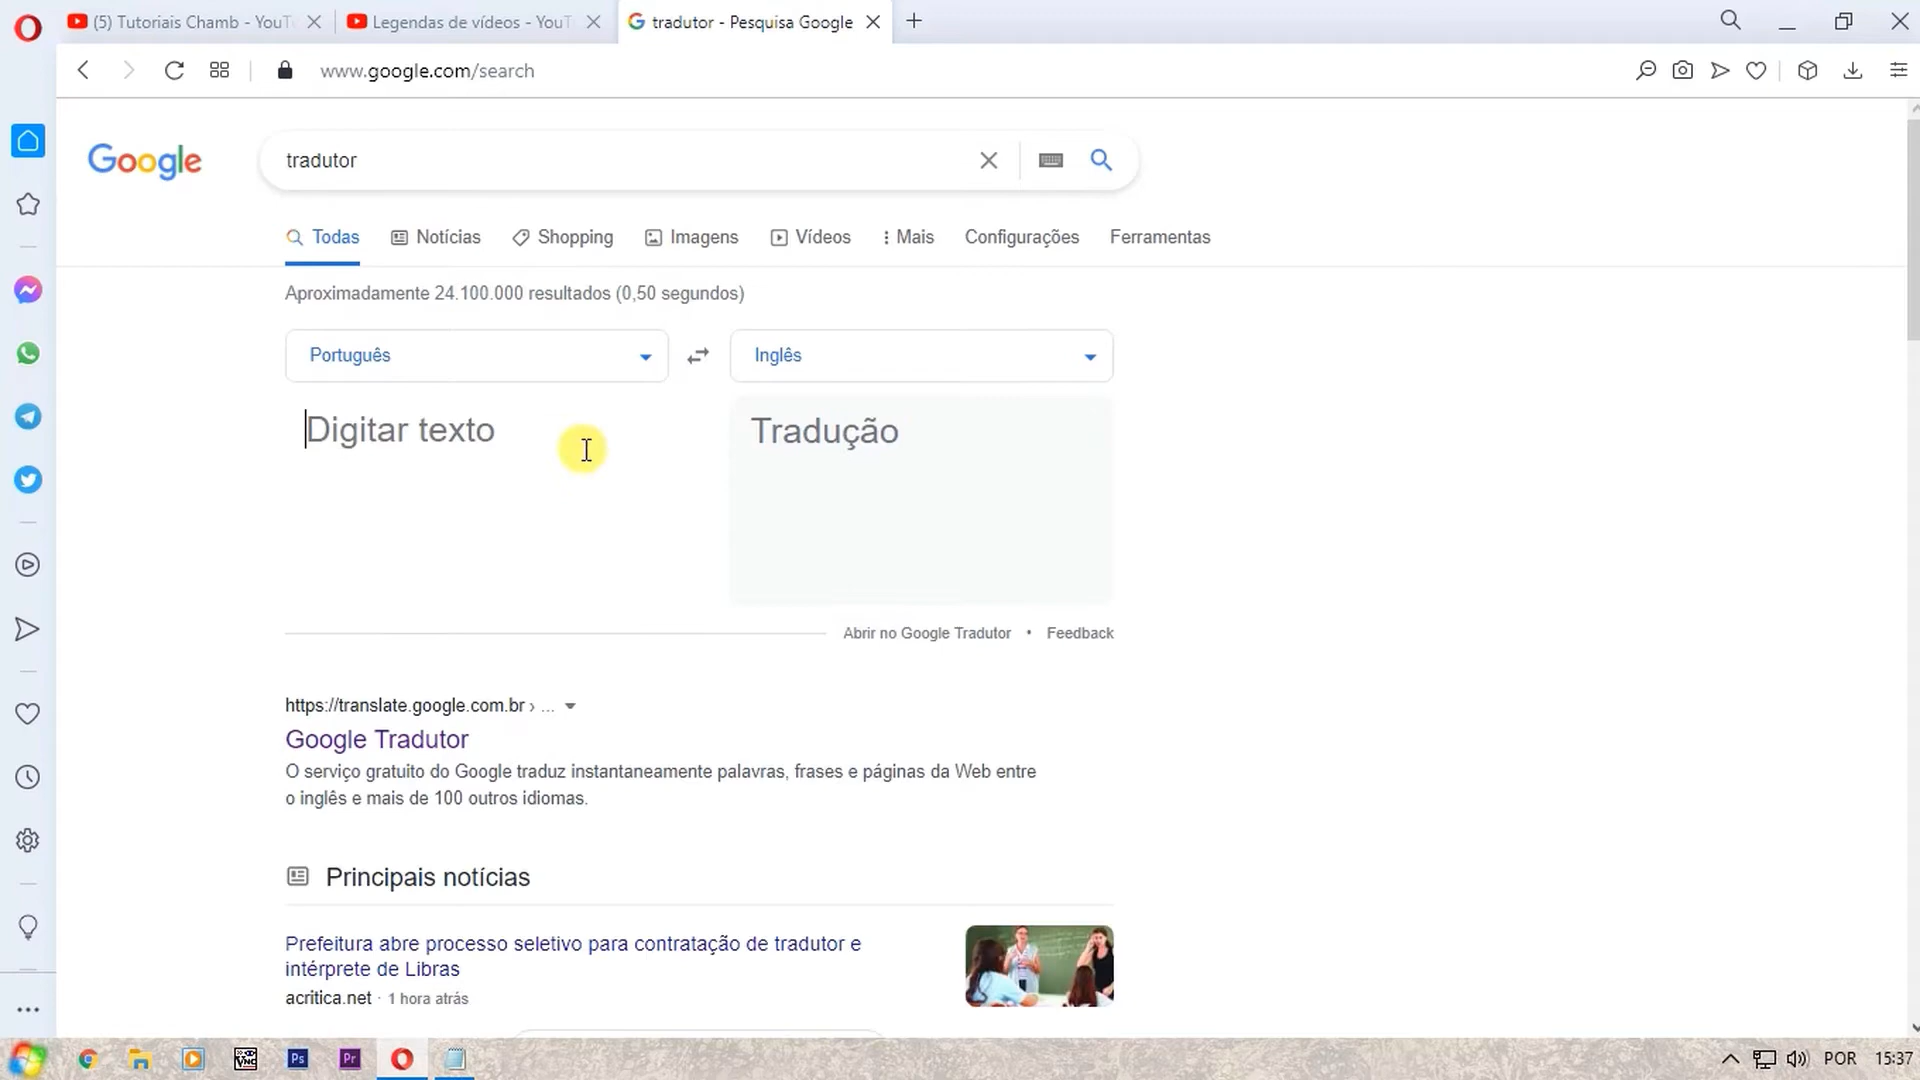 (5) Tutoriais Chamb - YouT
Legendas de vídeos - YouT
tradutor - Pesquisa Google
www.google.com/search
Google
tradutor
Todas
Notícias
Shopping
Imagens
Vídeos
Mais
Configurações
Ferramentas
Aproximadamente 24.100.000 resultados (0,50 segundos)
Português
Inglês
Digitar texto
Tradução
Abrir no Google Tradutor • Feedback
https://translate.google.com.br › ...
Google Tradutor
O serviço gratuito do Google traduz instantaneamente palavras, frases e páginas da Web entre
o inglês e mais de 100 outros idiomas.
Principais notícias
Prefeitura abre processo seletivo para contratação de tradutor e
intérprete de Libras
acritica.net · 1 hora atrás
Ps
Pr
POR
15:37